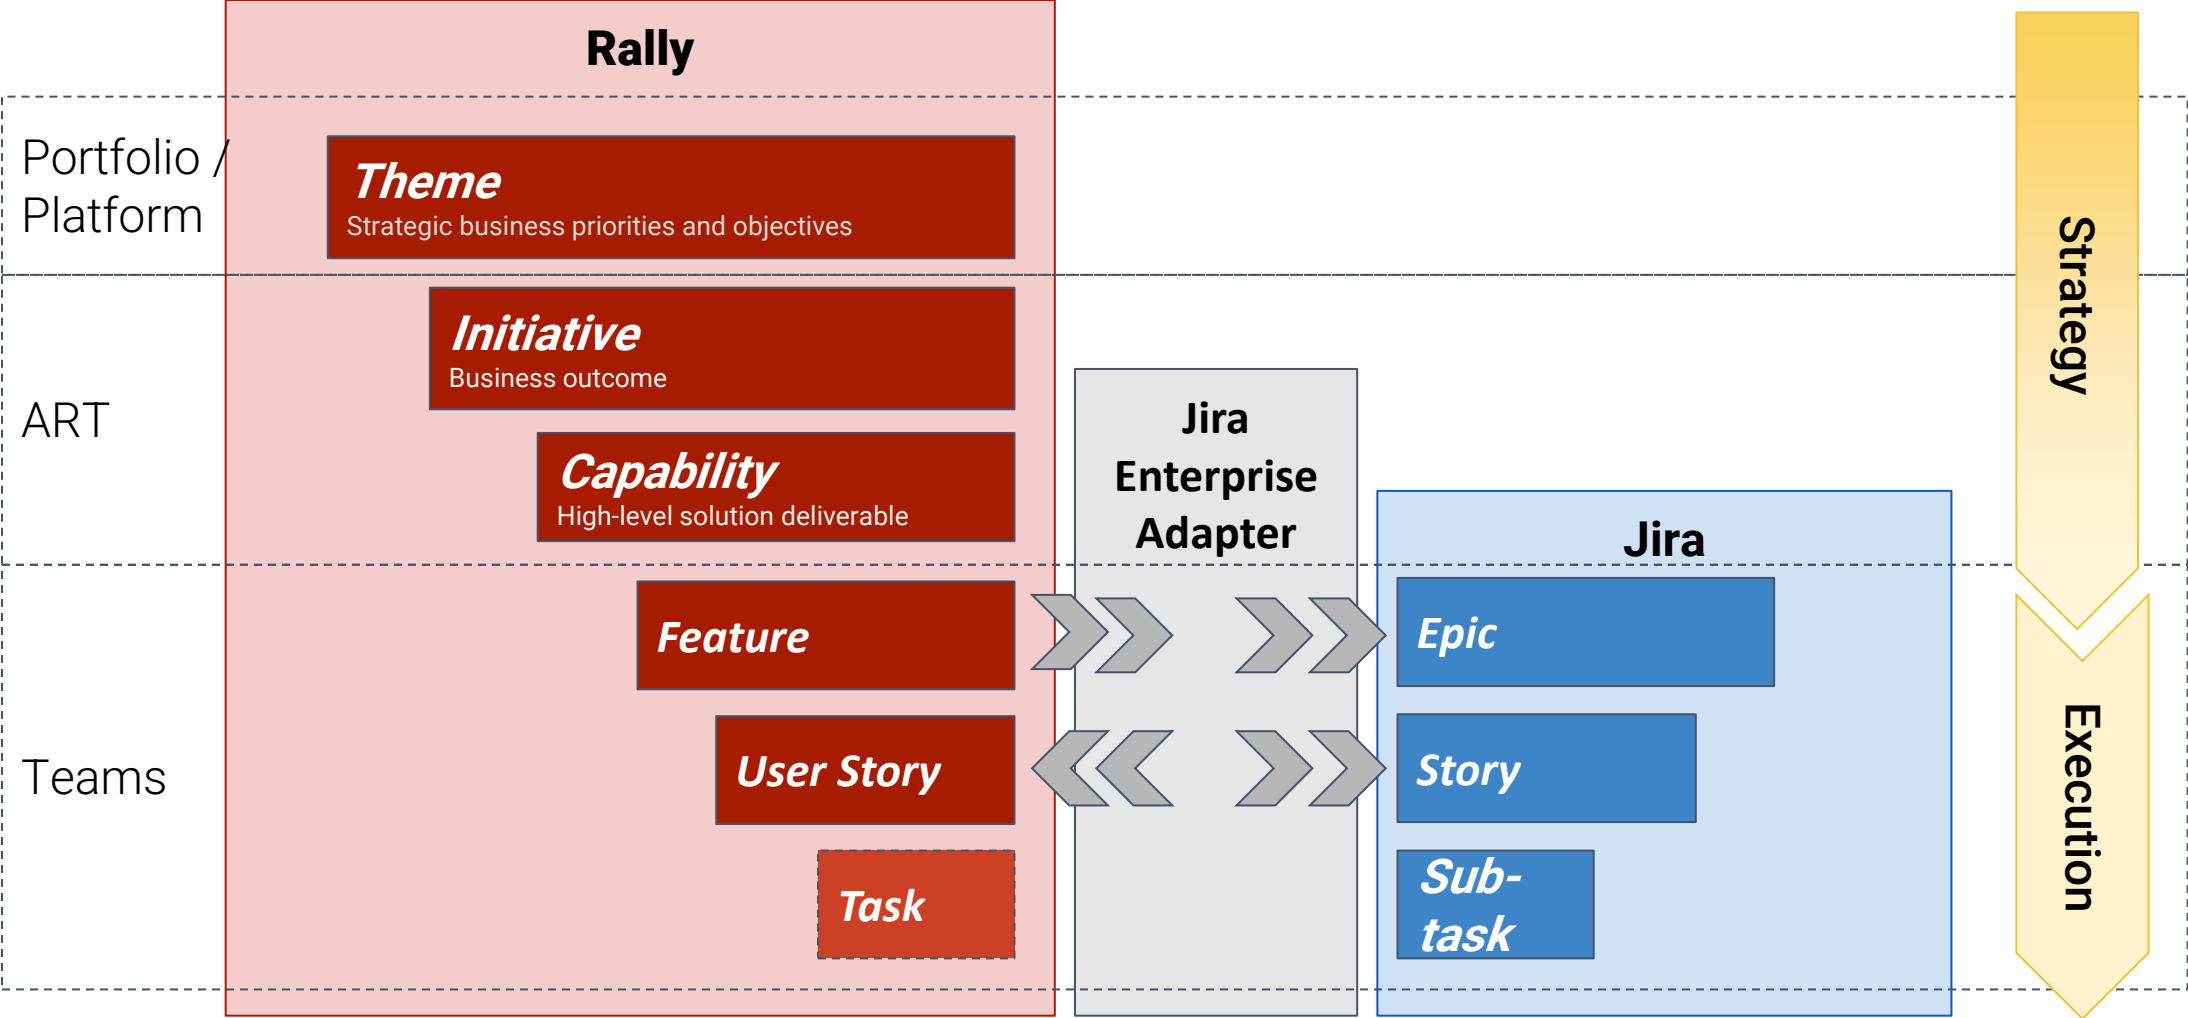 Rally
Portfolio /
Platform
Theme
Strategic business priorities and objectives
Strategy
Initiative
Business outcome
ART
Capability
High-level solution deliverable
Jira
Enterprise
Adapter
Jira
Feature
Epic
Teams
User Story
Story
Execution
Task
Sub-
task